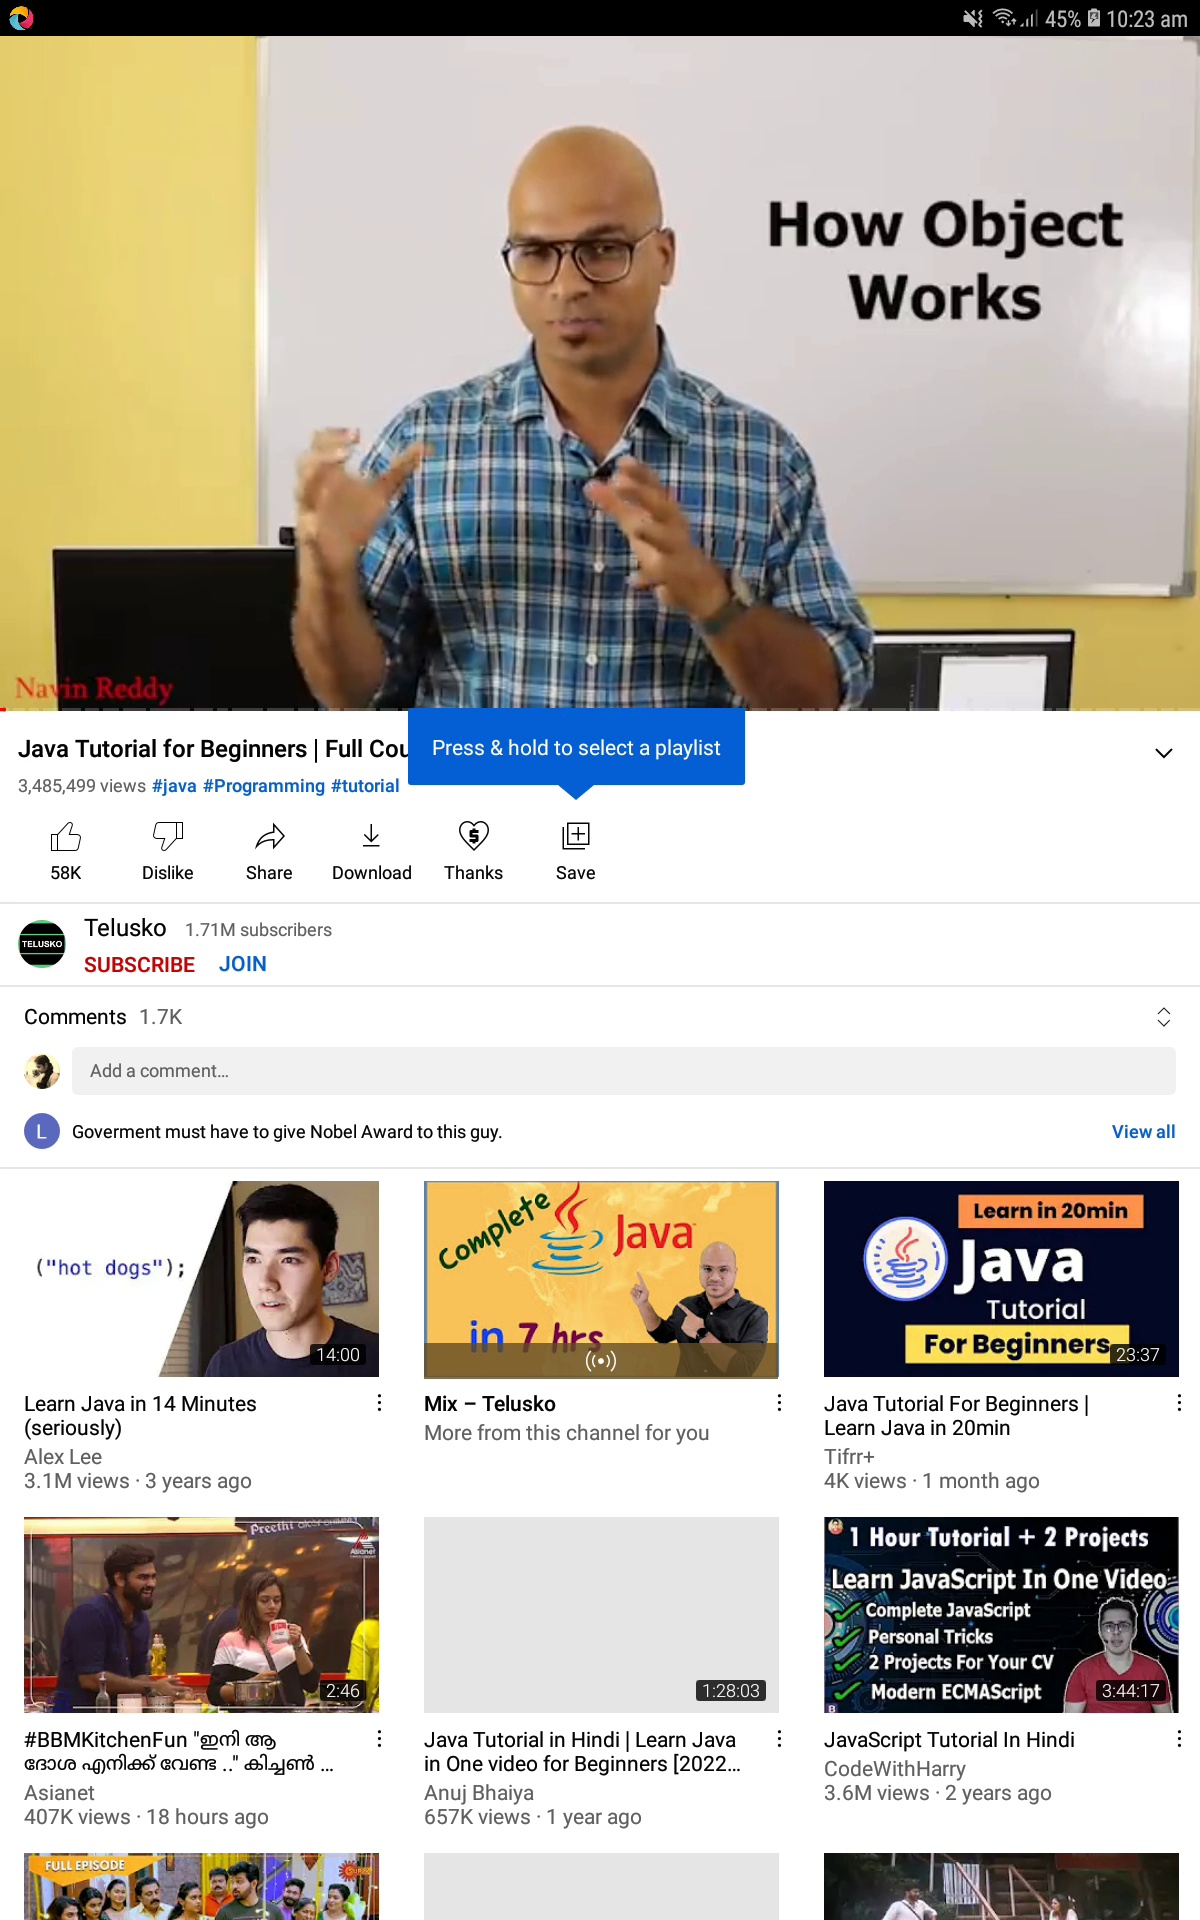 45% 10:23 am
How Object
Works
Navin Reddy
Press & hold to select a playlist
Java Tutorial for Beginners | Full Cou
3,485,499 views #java #Programming #tutorial
58K
Dislike
Share
Download
Thanks
Save
TELUSKO
Telusko 1.71M subscribers
SUBSCRIBE JOIN
Comments 1.7K
Add a comment...
L Goverment must have to give Nobel Award to this guy. View all
("hot dogs");
14:00
Learn Java in 14 Minutes
(seriously)
Alex Lee
3.1M views · 3 years ago
Complete
Java
in 7 hrs
Mix – Telusko
More from this channel for you
Learn in 20min
Java
Tutorial
For Beginners
23:37
Java Tutorial For Beginners |
Learn Java in 20min
Tifrr+
4K views · 1 month ago
Preethi
Asianet
2:46
#BBMKitchenFun "ഇനി ആ
ദോശ എനിക്ക് വേണ്ട .." കിച്ചൺ ...
Asianet
407K views · 18 hours ago
1:28:03
Java Tutorial in Hindi | Learn Java
in One video for Beginners [2022...
Anuj Bhaiya
657K views · 1 year ago
1 Hour Tutorial + 2 Projects
Learn JavaScript In One Video
Complete JavaScript
Personal Tricks
2 Projects For Your CV
Modern ECMAScript
3:44:17
JavaScript Tutorial In Hindi
CodeWithHarry
3.6M views · 2 years ago
FULL EPISODE